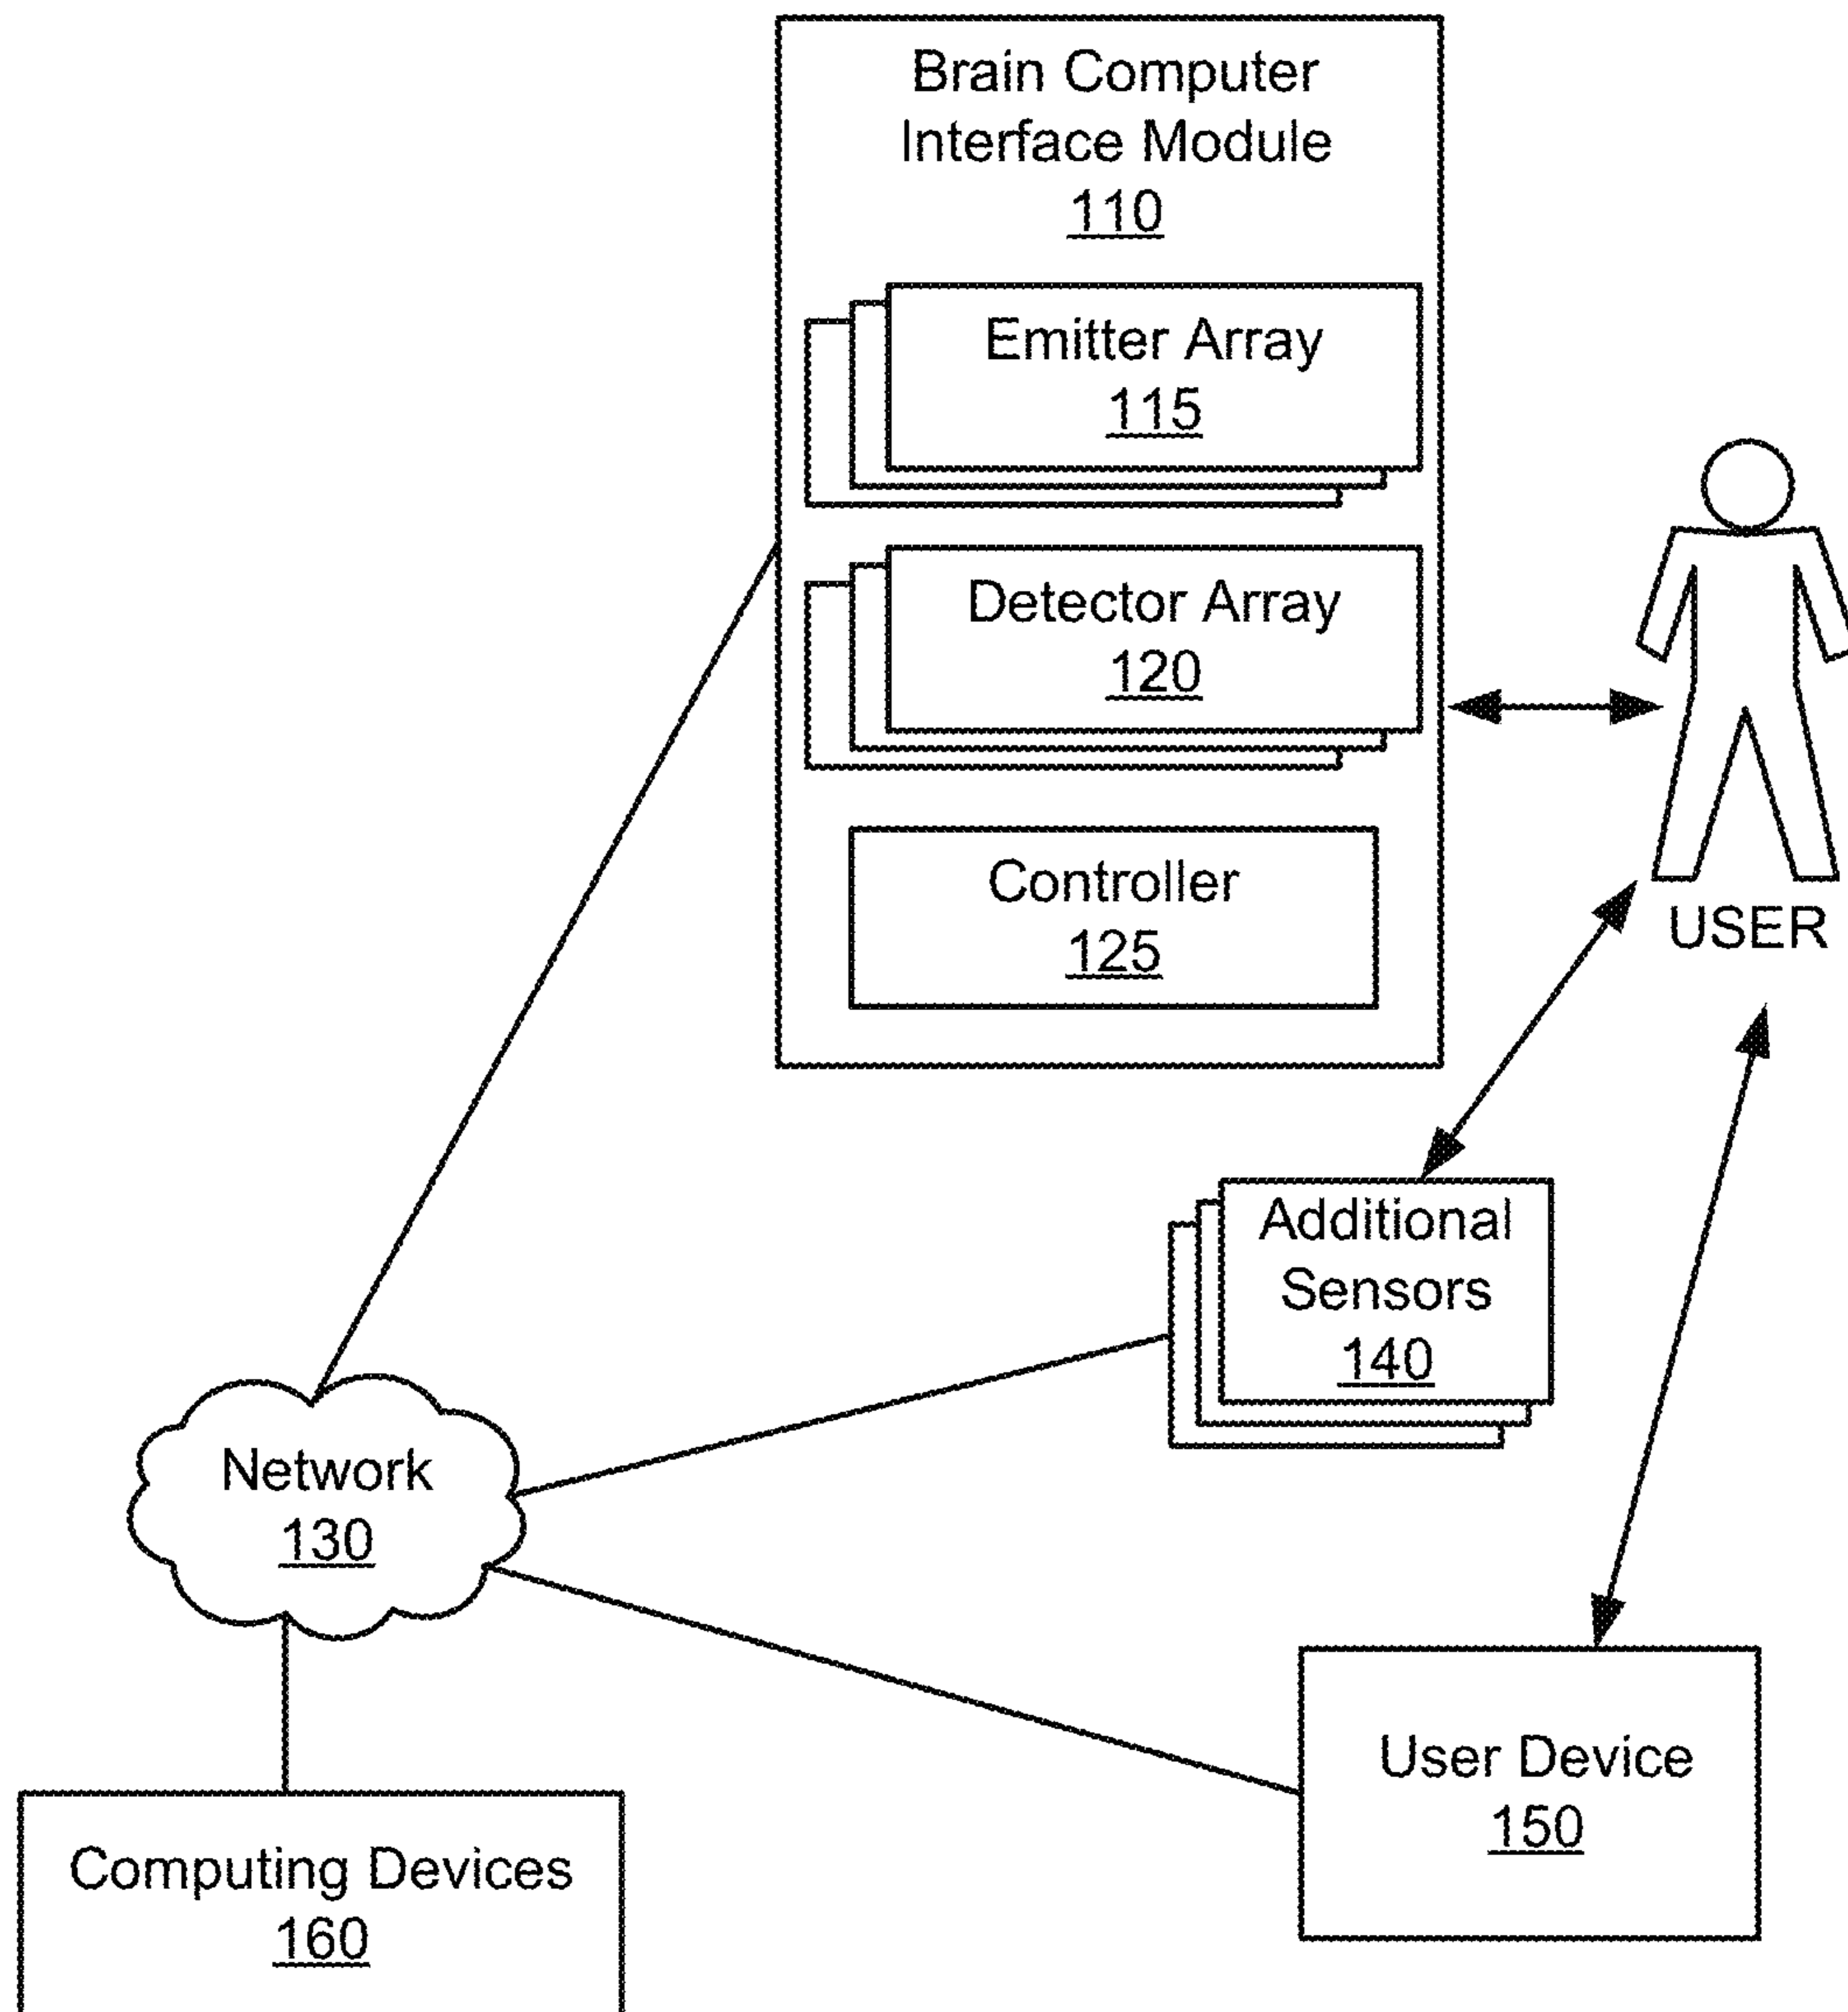 Brain Computer
Interface Module
110
Emitter Array
115
Detector Array
120
Controller
125
USER
Additional
Sensors
140
Network
130
User Device
150
Computing Devices
160